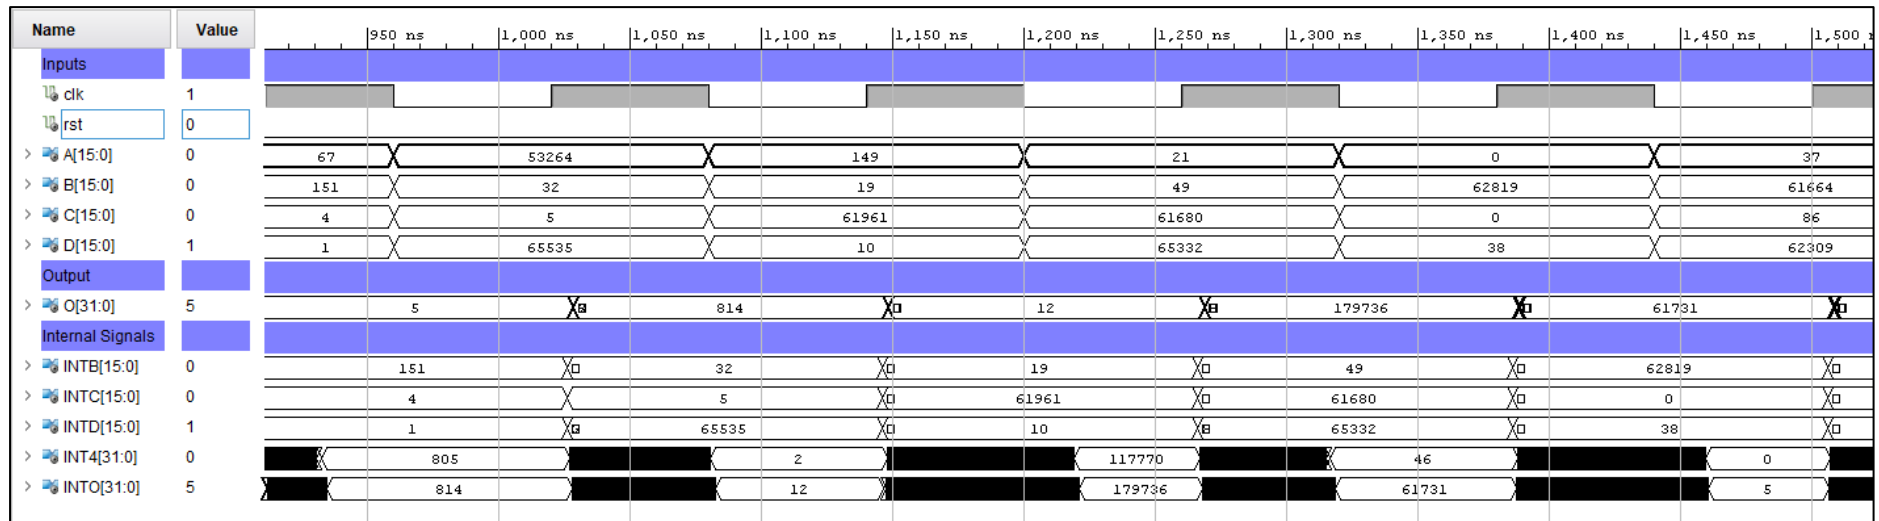 Name Value 950 ns 1,000 ns 1,050 ns 1,100 ns 1,150 ns 1,200 ns 1,250 ns 1,300 ns 1,350 ns 1,400 ns 1,450 ns 1,500
Inputs
clk 1
rst 0
A[15:0] 0 67 53264 149 21 0 37
B[15:0] 0 151 32 19 49 62819 61664
C[15:0] 0 4 5 61961 61680 0 86
D[15:0] 1 1 65535 10 65332 38 62309
Output
O[31:0] 5 5 814 12 179736 61731
Internal Signals
INTB[15:0] 0 151 32 19 49 62819
INTC[15:0] 0 4 5 61961 61680 0
INTD[15:0] 1 1 65535 10 65332 38
INT4[31:0] 0 805 2 117770 46 0
INTO[31:0] 5 814 12 179736 61731 5